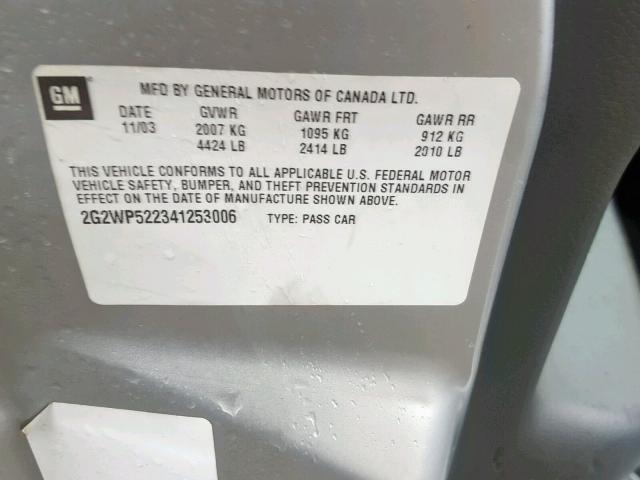 GM
MFD BY GENERAL MOTORS OF CANADA LTD.
DATE GVWR GAWR FRT GAWR RR
11/03 2007 KG 1095 KG 912 KG
4424 LB 2414 LB 2010 LB
THIS VEHICLE CONFORMS TO ALL APPLICABLE U.S. FEDERAL MOTOR
VEHICLE SAFETY, BUMPER, AND THEFT PREVENTION STANDARDS IN
EFFECT ON THE DATE OF MANUFACTURE SHOWN ABOVE.
2G2WP522341253006 TYPE: PASS CAR